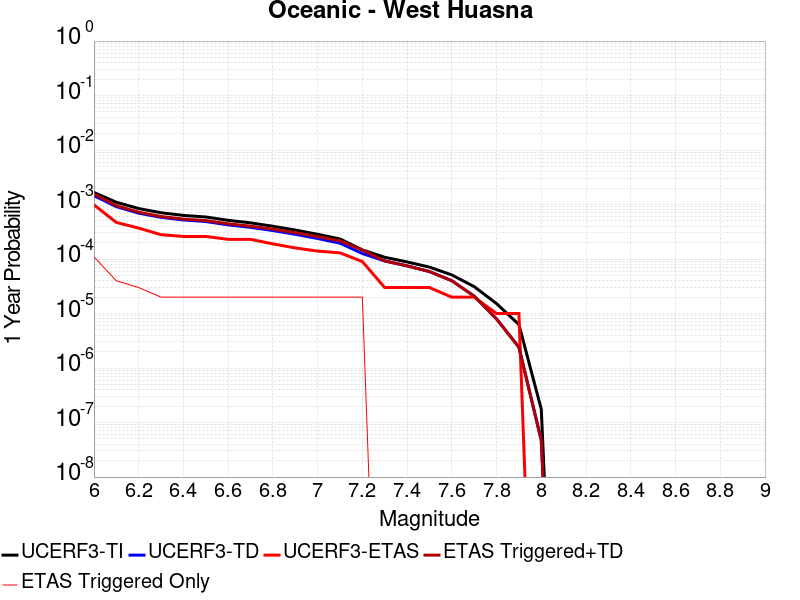 Oceanic - West Huasna
10^0
10^-1
10^-2
10^-3
10^-4
10^-5
10^-6
10^-7
10^-8
1 Year Probability
6 6.2 6.4 6.6 6.8 7 7.2 7.4 7.6 7.8 8 8.2 8.4 8.6 8.8 9
Magnitude
UCERF3-TI UCERF3-TD UCERF3-ETAS ETAS Triggered+TD
ETAS Triggered Only